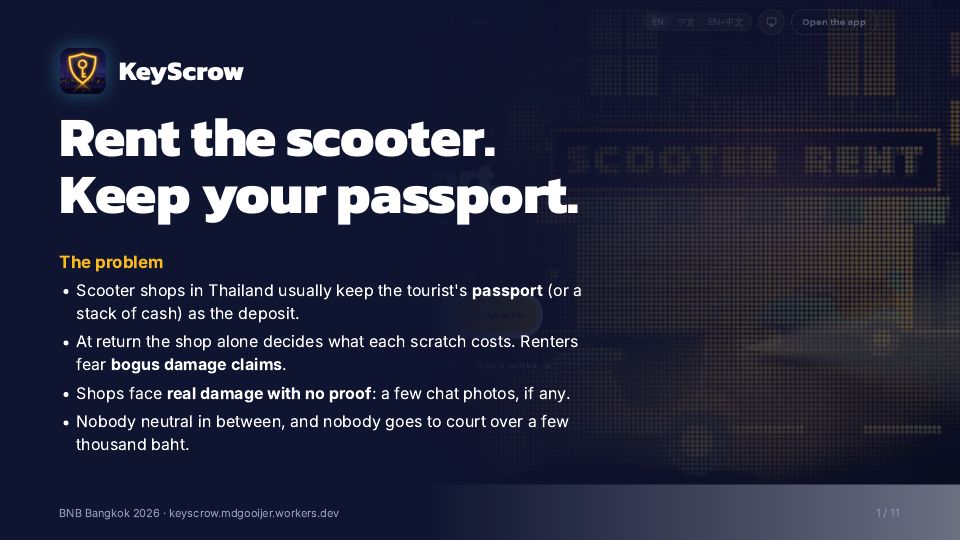 EN 中文 EN+中文 Open the app
KeyScrow
Rent the scooter.
Keep your passport.
SCOOTER RENT
The problem
• Scooter shops in Thailand usually keep the tourist's passport (or a
stack of cash) as the deposit.
Search
• At return the shop alone decides what each scratch costs. Renters
fear bogus damage claims.
How it works →
• Shops face real damage with no proof: a few chat photos, if any.
• Nobody neutral in between, and nobody goes to court over a few
thousand baht.
BNB Bangkok 2026 · keyscrow.mdgooijer.workers.dev
1 / 11